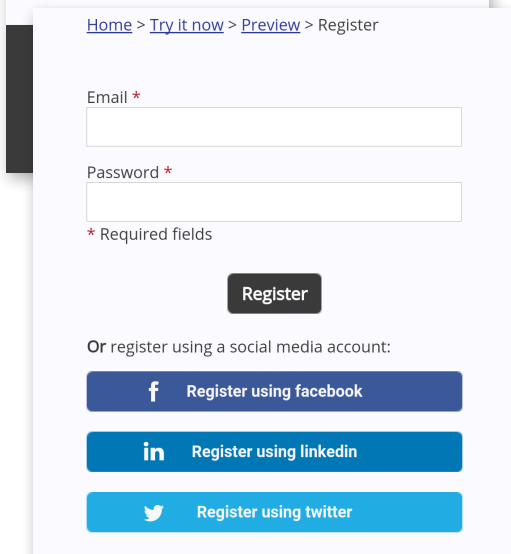 Home > Try it now > Preview > Register
Email *
Password *
* Required fields
Register
Or register using a social media account:
f Register using facebook
in Register using linkedin
Register using twitter